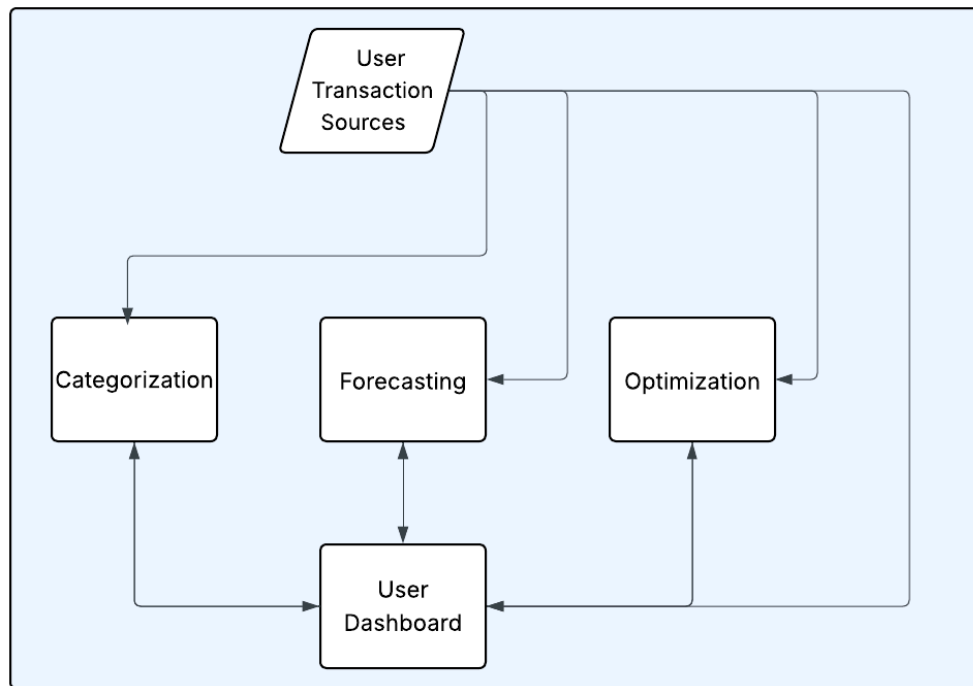 User
Transaction
Sources
Categorization
Forecasting
Optimization
User
Dashboard